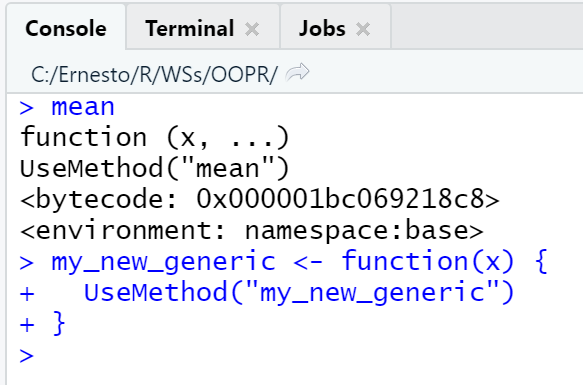 Console Terminal Jobs
C:/Ernesto/R/WSs/OOPR/
> mean
function (x, ...)
UseMethod("mean")
<bytecode: 0x000001bc069218c8>
<environment: namespace:base>
> my_new_generic <- function(x) {
+   UseMethod("my_new_generic")
+ }
>